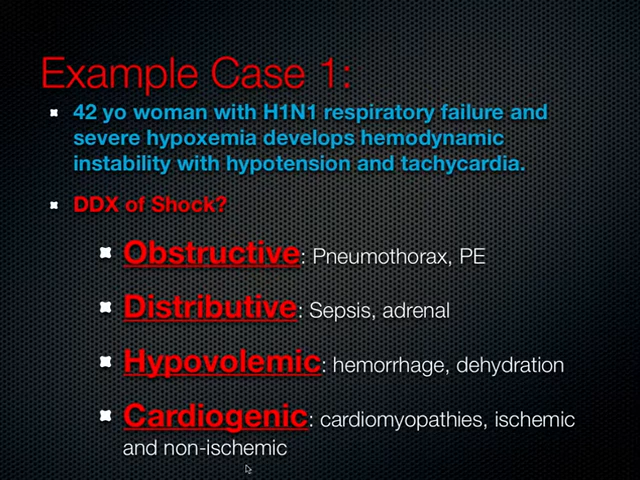 Example Case 1:
42 yo woman with H1N1 respiratory failure and
severe hypoxemia develops hemodynamic
instability with hypotension and tachycardia.
DDX of Shock?
Obstructive: Pneumothorax, PE
Distributive: Sepsis, adrenal
Hypovolemic: hemorrhage, dehydration
Cardiogenic: cardiomyopathies, ischemic
and non-ischemic